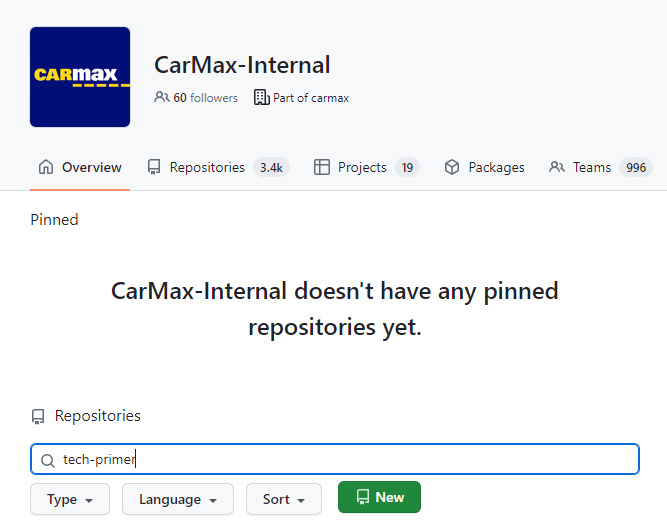 CARMAX
CarMax-Internal
60 followers Part of carmax
Overview Repositories 3.4k Projects 19 Packages Teams 996
Pinned
CarMax-Internal doesn't have any pinned
repositories yet.
Repositories
tech-primer
Type Language Sort New